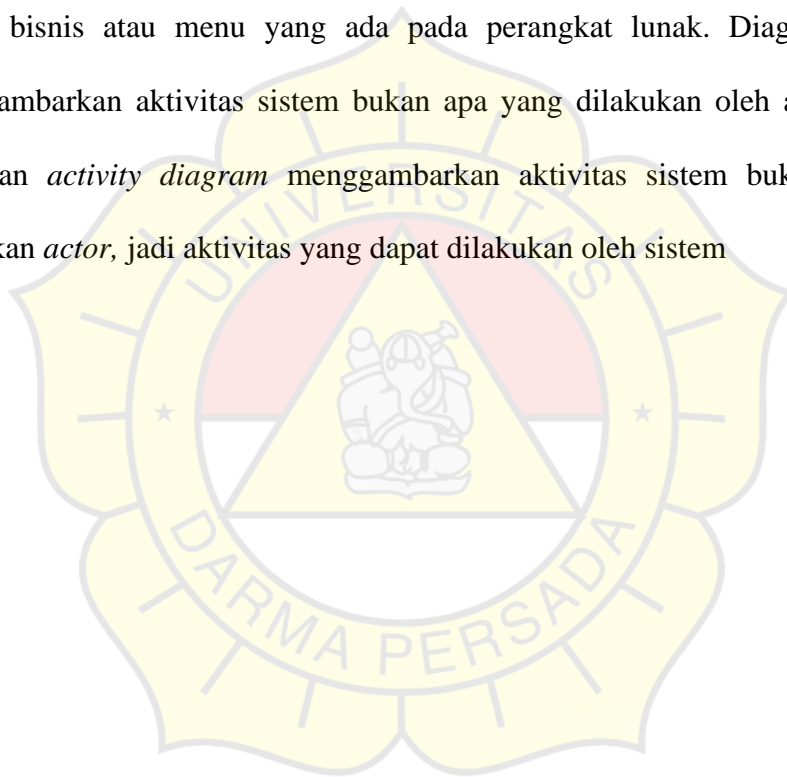 bisnis atau menu yang ada pada perangkat lunak. Diag
ambarkan aktivitas sistem bukan apa yang dilakukan oleh a
an activity diagram menggambarkan aktivitas sistem buk
kan actor, jadi aktivitas yang dapat dilakukan oleh sistem
UNIVERSITAS
DARMA PERSADA